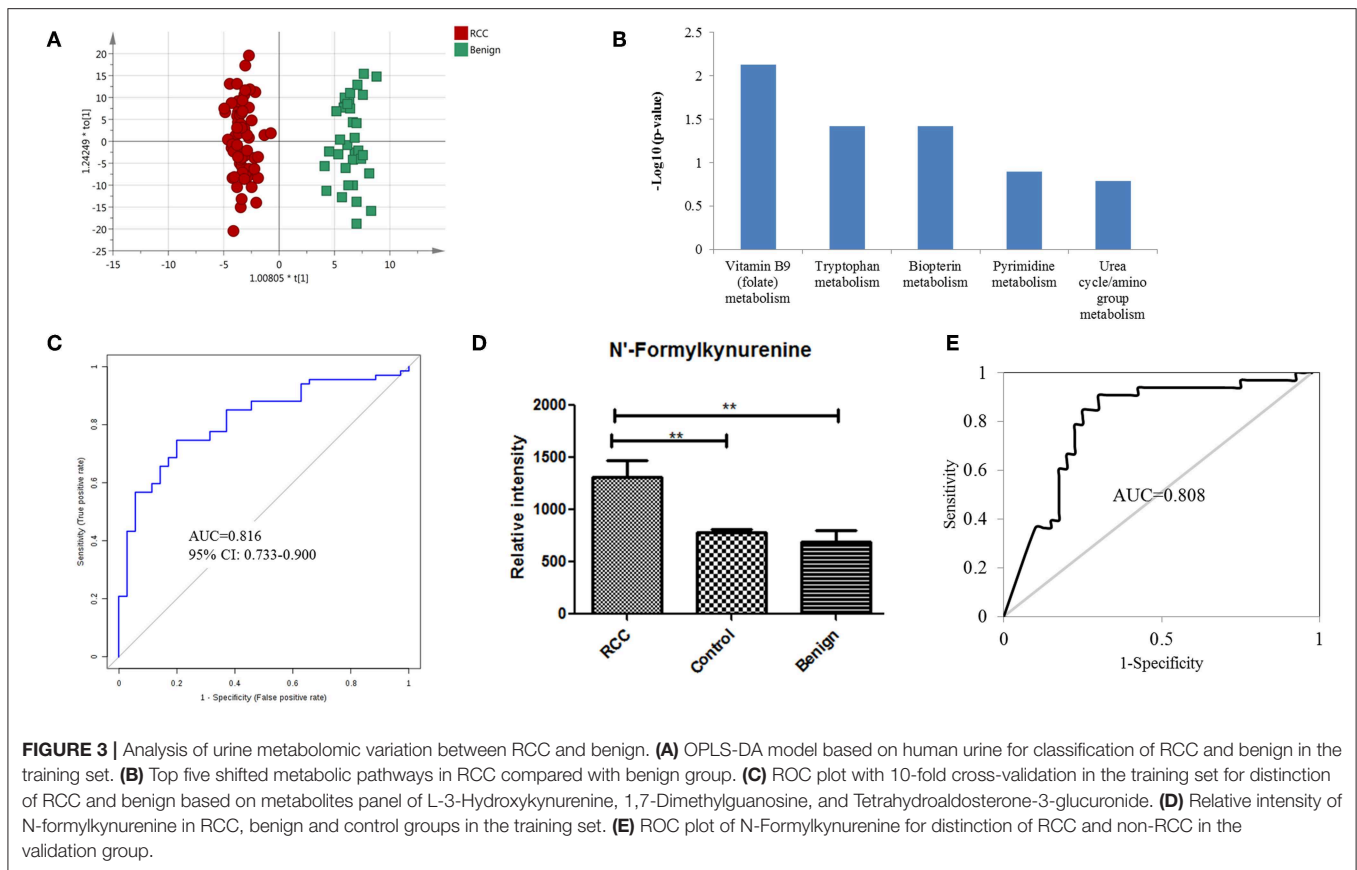 A
RCC
Benign
20
15
10
5
0
-5
-10
-15
-20
-25
-15
-10
-5
0
5
10
1.24249 * to[1]
1.00805 * t[1]
B
2.5
2
1.5
1
0.5
0
-Log10 (p-value)
Vitamin B9
(folate)
metabolism
Tryptophan
metabolism
Biopterin
metabolism
Pyrimidine
metabolism
Urea
cycle/amino
group
metabolism
C
1
0.8
0.6
0.4
0.2
0
Sensitivity (True positive rate)
AUC=0.816
95% CI: 0.733-0.900
0
0.2
0.4
0.6
0.8
1
1 - Specificity (False positive rate)
D
N'-Formylkynurenine
2000
1500
1000
500
0
Relative intensity
**
**
RCC
Control
Benign
E
1
0.8
0.6
0.4
0.2
0
Sensitivity
AUC=0.808
0
0.5
1
1-Specificity
FIGURE 3 | Analysis of urine metabolomic variation between RCC and benign. (A) OPLS-DA model based on human urine for classification of RCC and benign in the
training set. (B) Top five shifted metabolic pathways in RCC compared with benign group. (C) ROC plot with 10-fold cross-validation in the training set for distinction
of RCC and benign based on metabolites panel of L-3-Hydroxykynurenine, 1,7-Dimethylguanosine, and Tetrahydroaldosterone-3-glucuronide. (D) Relative intensity of
N-formylkynurenine in RCC, benign and control groups in the training set. (E) ROC plot of N-Formylkynurenine for distinction of RCC and non-RCC in the
validation group.